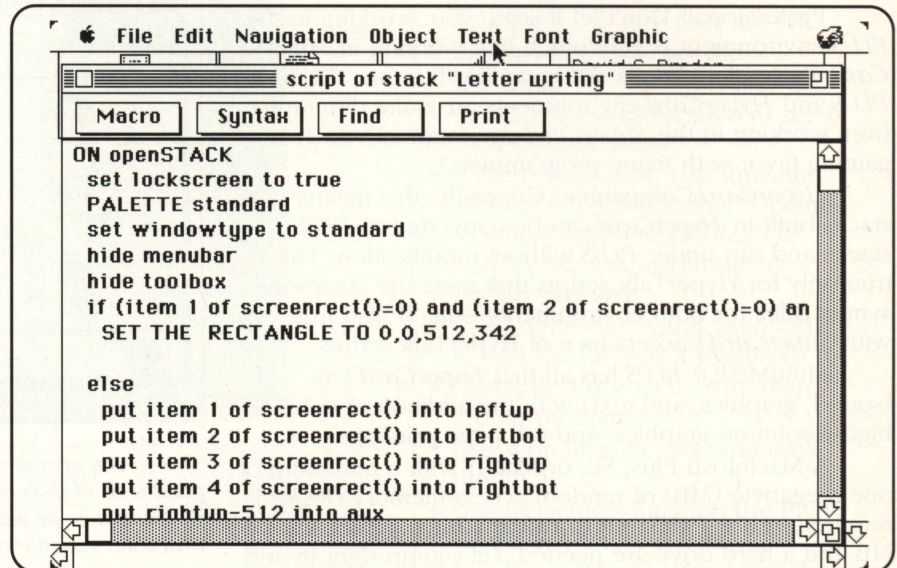 File Edit Navigation Object Text Font Graphic
script of stack "Letter writing"
Macro Syntax Find Print
ON openSTACK
set lockscreen to true
PALETTE standard
set windowtype to standard
hide menubar
hide toolbox
if (item 1 of screenrect()=0) and (item 2 of screenrect()=0) an
SET THE RECTANGLE TO 0,0,512,342
else
put item 1 of screenrect() into leftup
put item 2 of screenrect() into leftbot
put item 3 of screenrect() into rightup
put item 4 of screenrect() into rightbot
put rightup-512 into aux